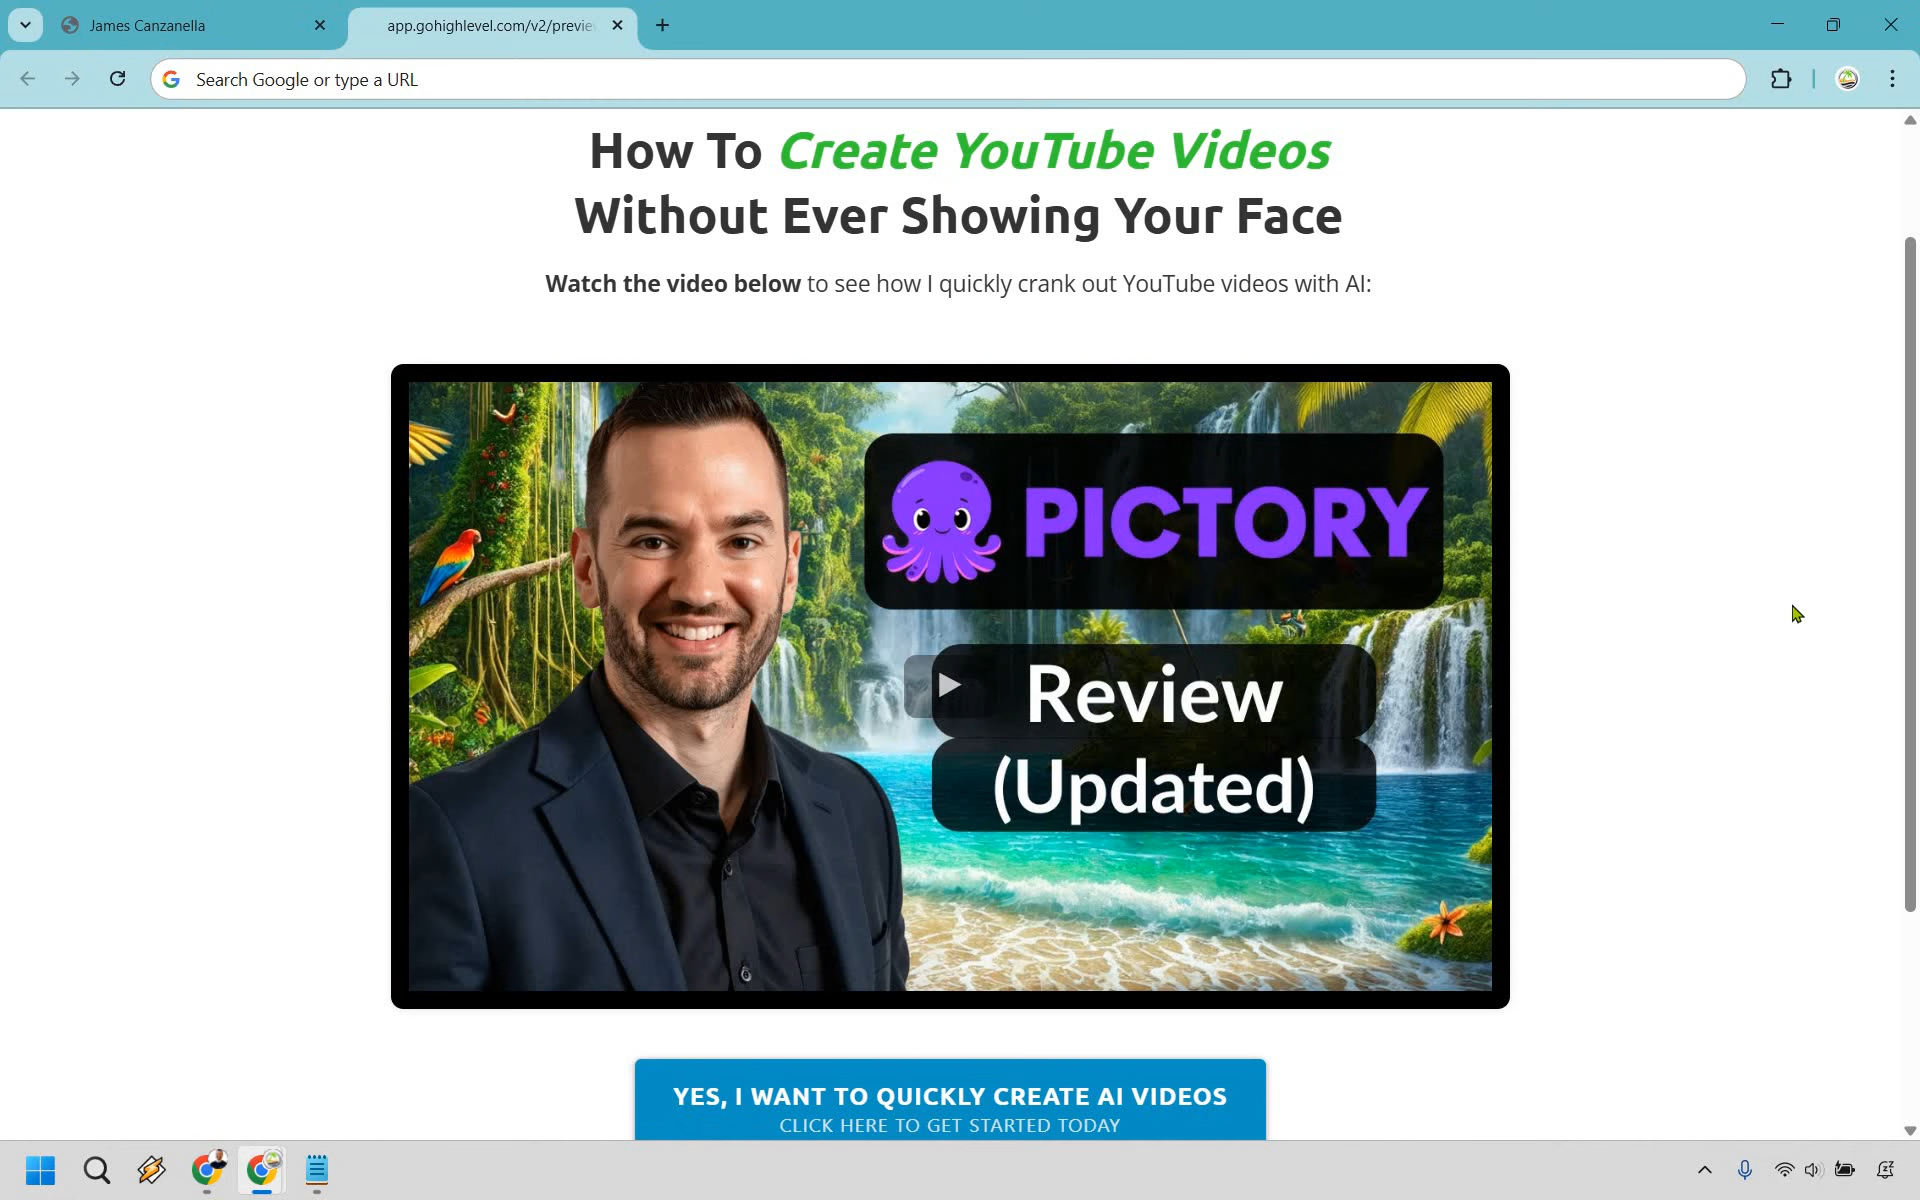 James Canzanella
app.gohighlevel.com/v2/previe
Search Google or type a URL
How To Create YouTube Videos
Without Ever Showing Your Face
Watch the video below to see how I quickly crank out YouTube videos with AI:
PICTORY
Review
(Updated)
YES, I WANT TO QUICKLY CREATE AI VIDEOS
CLICK HERE TO GET STARTED TODAY